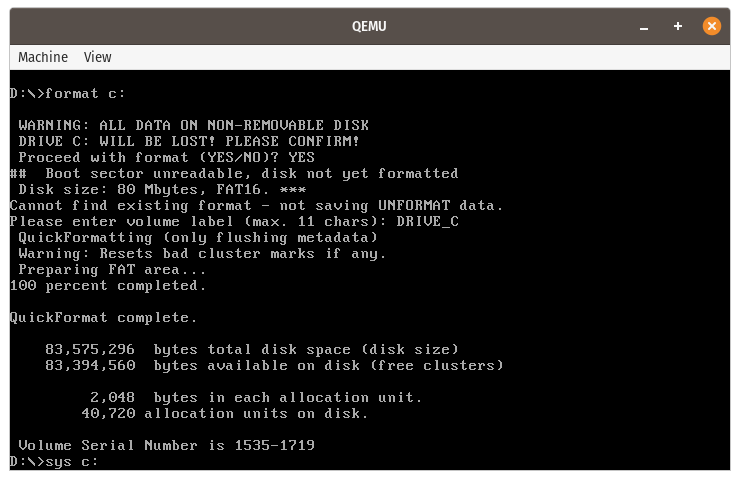 QEMU
Machine View
D:\>format c:
WARNING: ALL DATA ON NON-REMOVABLE DISK
DRIVE C: WILL BE LOST! PLEASE CONFIRM!
Proceed with format (YES/NO)? YES
## Boot sector unreadable, disk not yet formatted
Disk size: 80 Mbytes, FAT16. ***
Cannot find existing format - not saving UNFORMAT data.
Please enter volume label (max. 11 chars): DRIVE_C
QuickFormatting (only flushing metadata)
Warning: Resets bad cluster marks if any.
Preparing FAT area...
100 percent completed.
QuickFormat complete.
83,575,296 bytes total disk space (disk size)
83,394,560 bytes available on disk (free clusters)
2,048 bytes in each allocation unit.
40,720 allocation units on disk.
Volume Serial Number is 1535-1719
D:\>sys c: